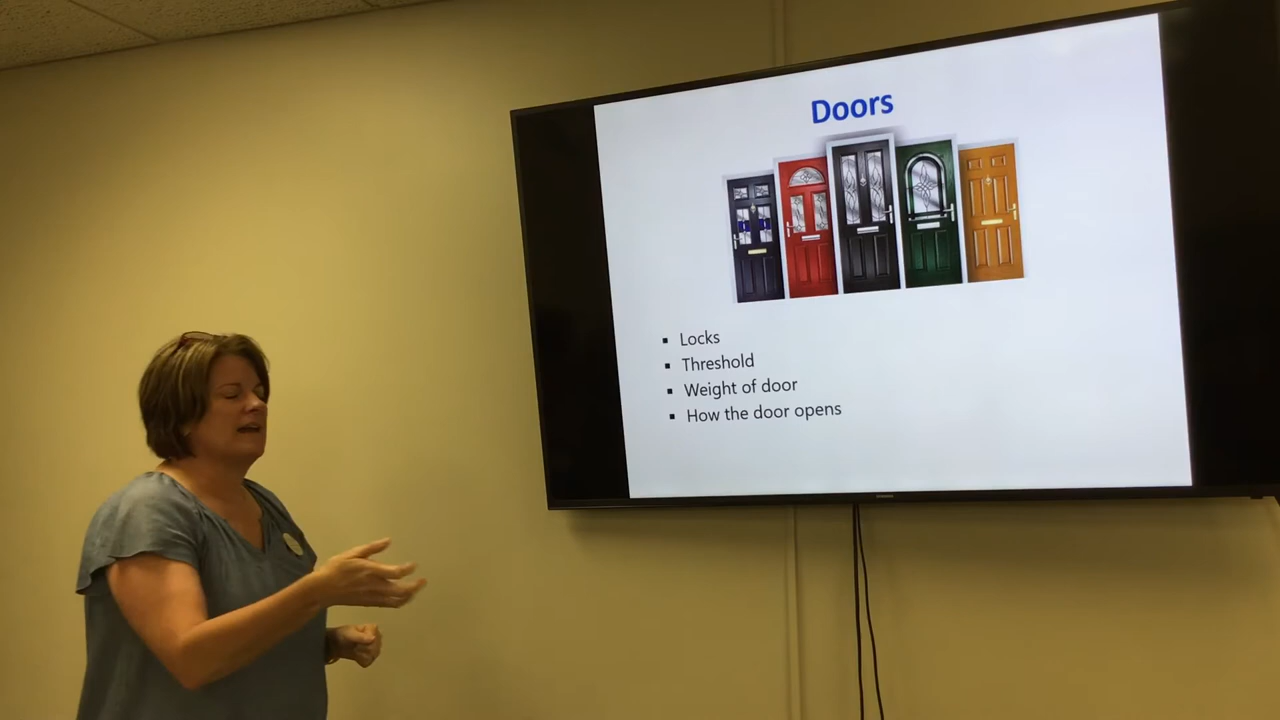 Doors
▪ Locks
▪ Threshold
▪ Weight of door
▪ How the door opens